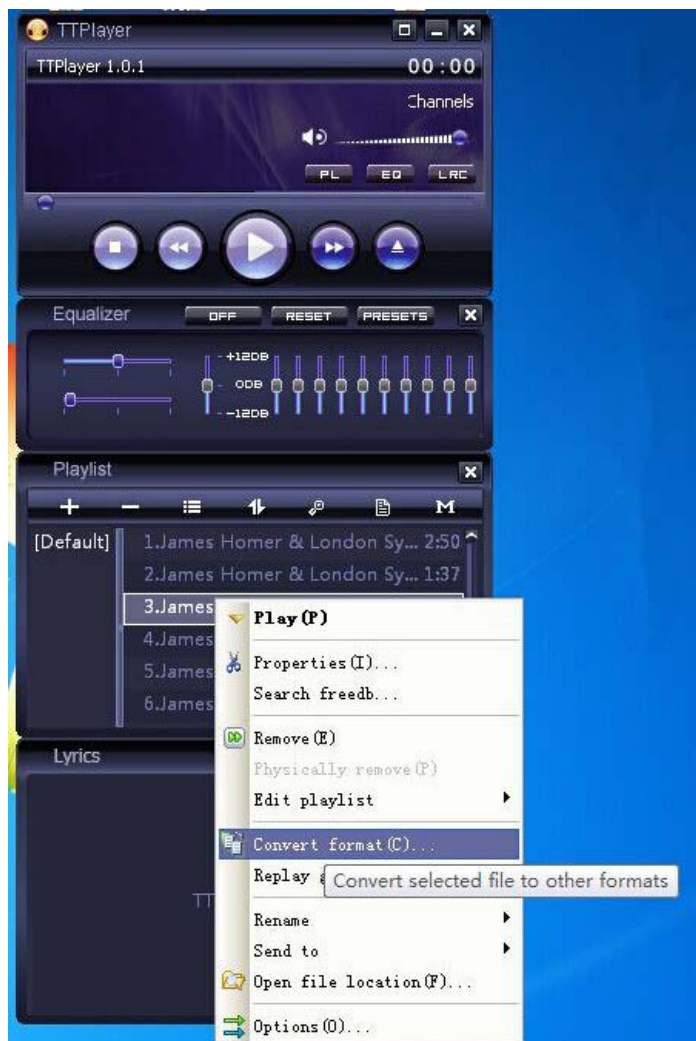 TTPlayer
TTPlayer 1.0.1 00:00
Channels
PL EQ LRC
Equalizer OFF RESET PRESETS
+12DB
0DB
-12DB
Playlist
M
[Default]
1.James Homer & London Sy... 2:50
2.James Homer & London Sy... 1:37
3.James
4.James
5.James
6.James
Play(P)
Properties(I)...
Search freedb...
Remove(E)
Physically remove(P)
Edit playlist
Convert format(C)...
Replay
Convert selected file to other formats
Rename
Send to
Open file location(F)...
Options(O)...
Lyrics
TT